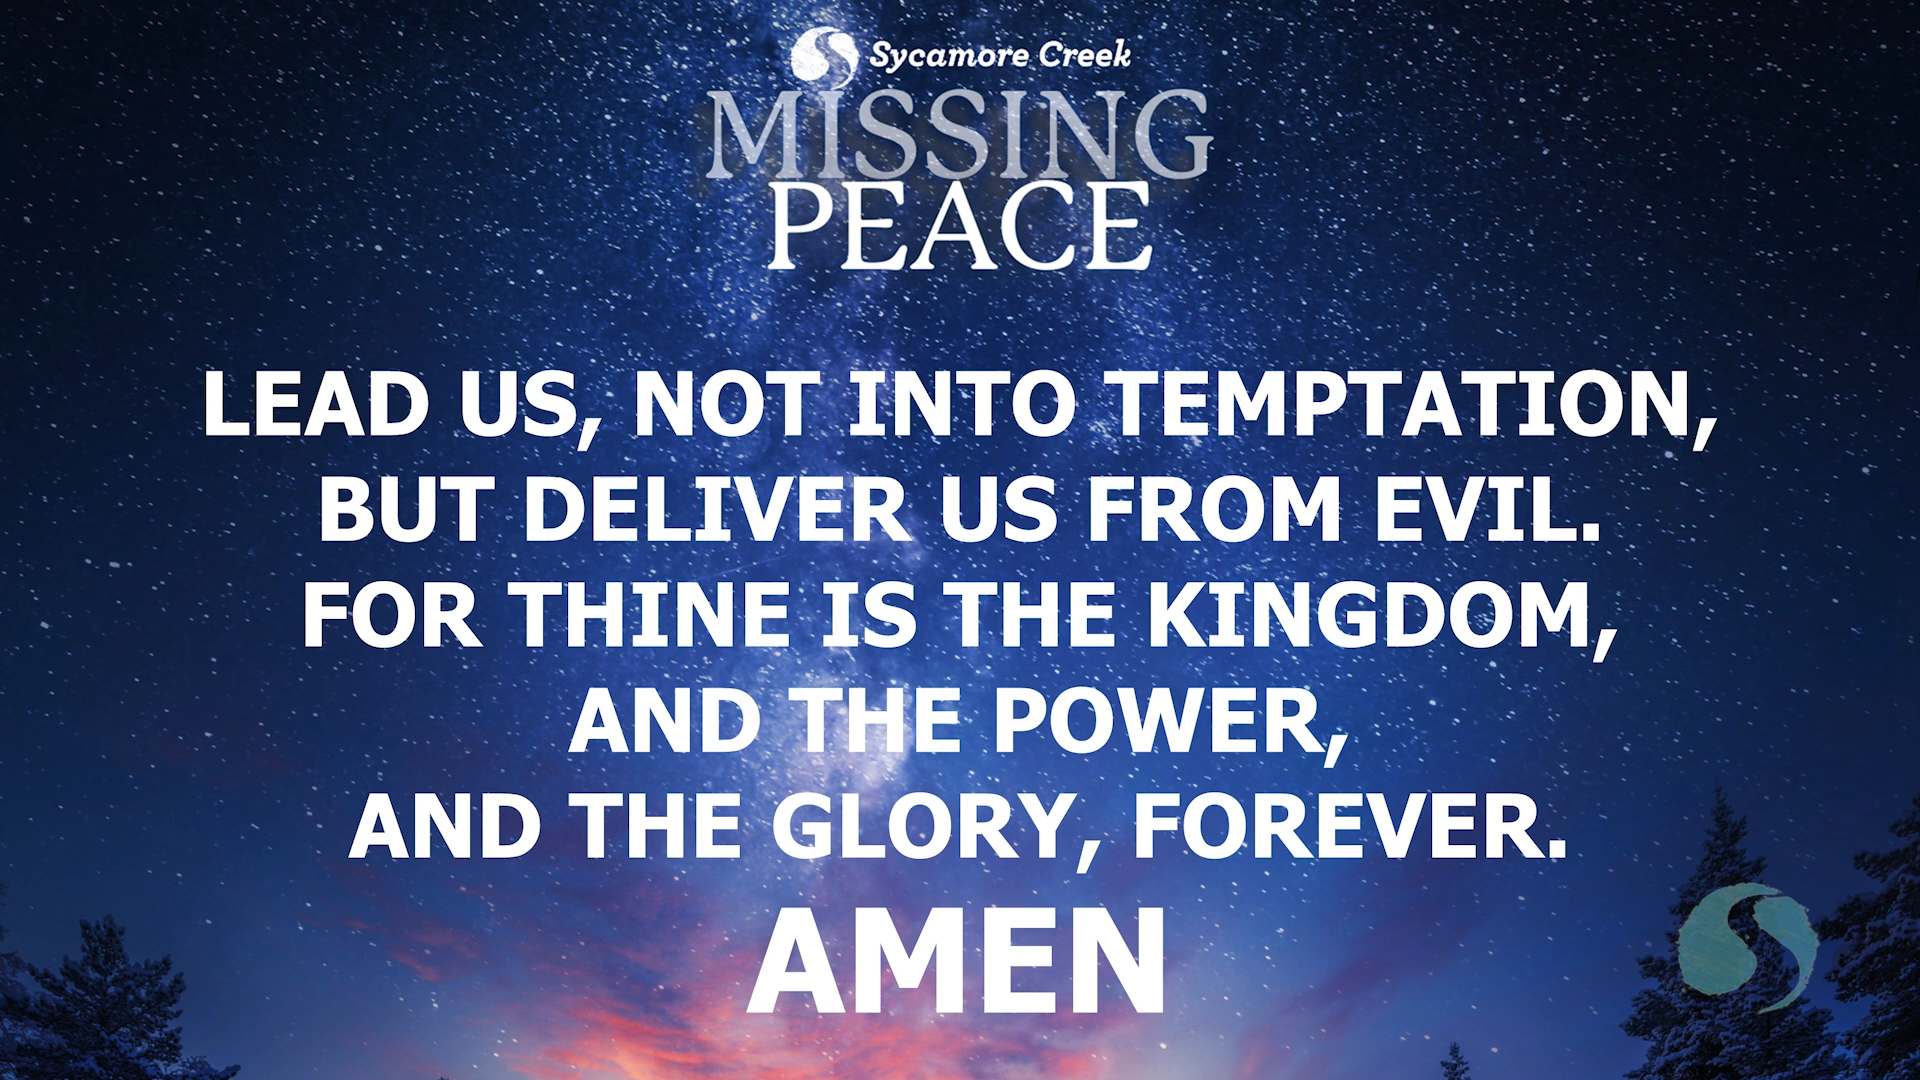 Sycamore Creek
MISSING
PEACE
LEAD US, NOT INTO TEMPTATION,
BUT DELIVER US FROM EVIL.
FOR THINE IS THE KINGDOM,
AND THE POWER,
AND THE GLORY, FOREVER.
AMEN